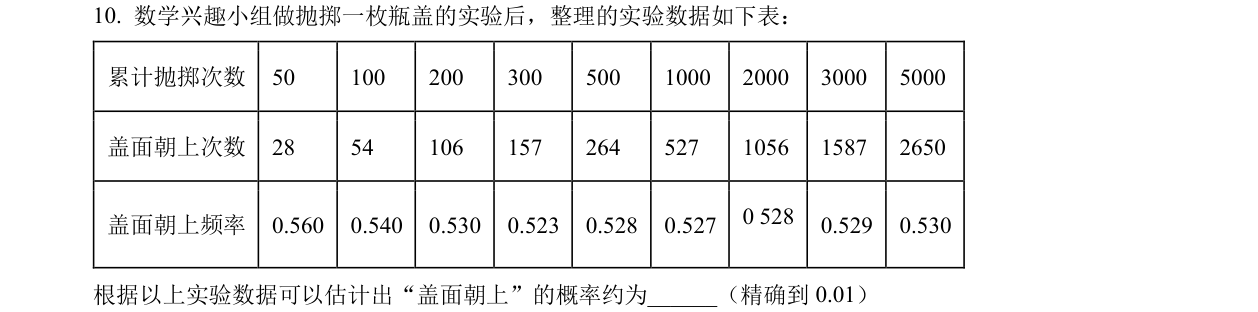 10. 数学兴趣小组做抛掷一枚瓶盖的实验后，整理的实验数据如下表：
累计抛掷次数 50 100 200 300 500 1000 2000 3000 5000
盖面朝上次数 28 54 106 157 264 527 1056 1587 2650
盖面朝上频率 0.560 0.540 0.530 0.523 0.528 0.527 0 528 0.529 0.530
根据以上实验数据可以估计出“盖面朝上”的概率约为______（精确到 0.01）